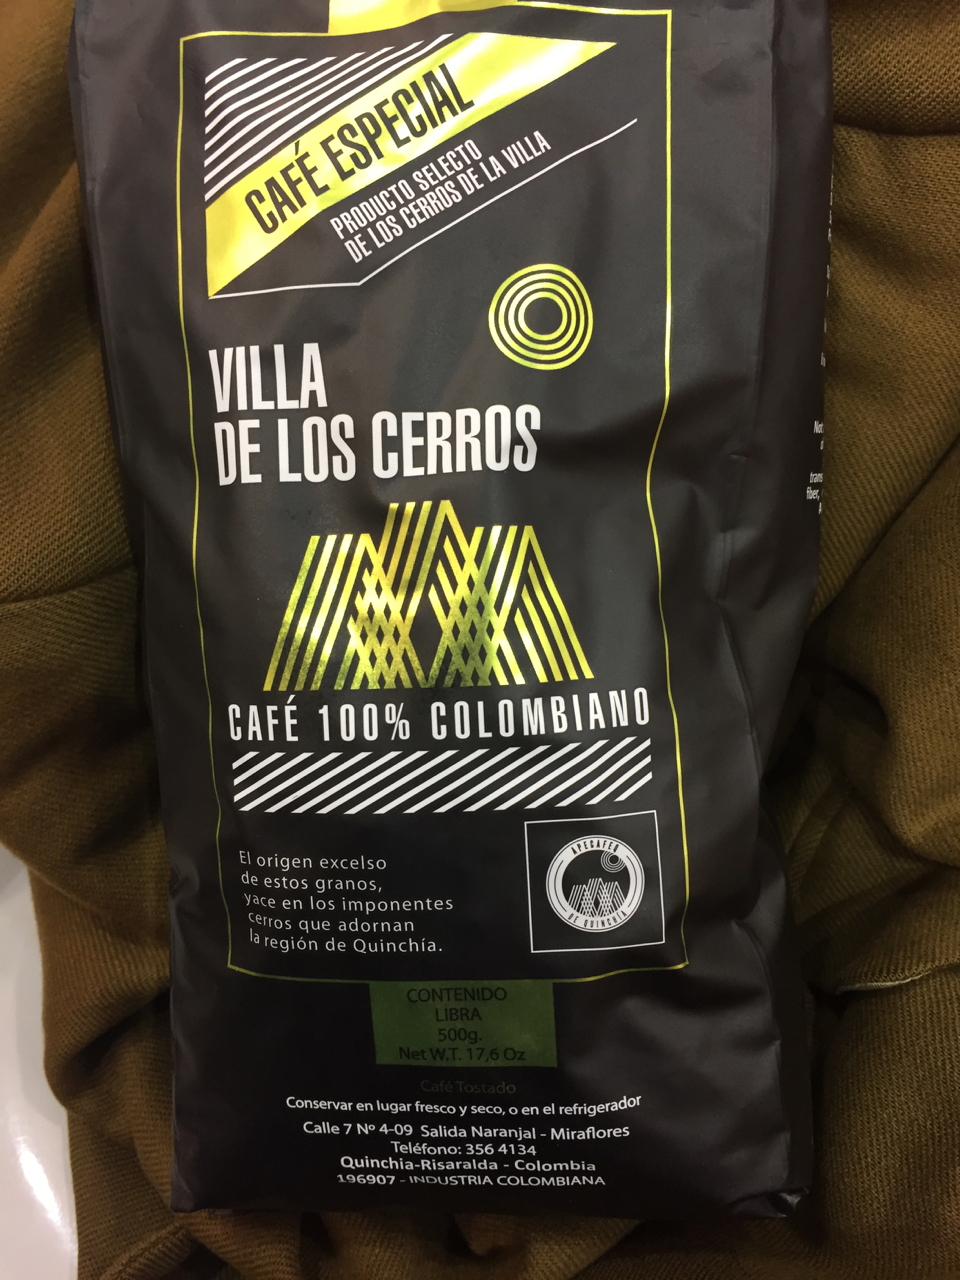 CAFÉ ESPECIAL
PRODUCTO SELECTO
DE LOS CERROS DE LA VILLA
VILLA
DE LOS CERROS
CAFÉ 100% COLOMBIANO
El origen excelso
de estos granos,
yace en los imponentes
cerros que adornan
la región de Quinchía.
APECAFEQ
DE QUINCHÍA
CONTENIDO
LIBRA
500g.
Net W.T. 17,6 Oz
Café Tostado
Conservar en lugar fresco y seco, o en el refrigerador
Calle 7 Nº 4-09 Salida Naranjal - Miraflores
Teléfono: 356 4134
Quinchia-Risaralda - Colombia
196907 - INDUSTRIA COLOMBIANA